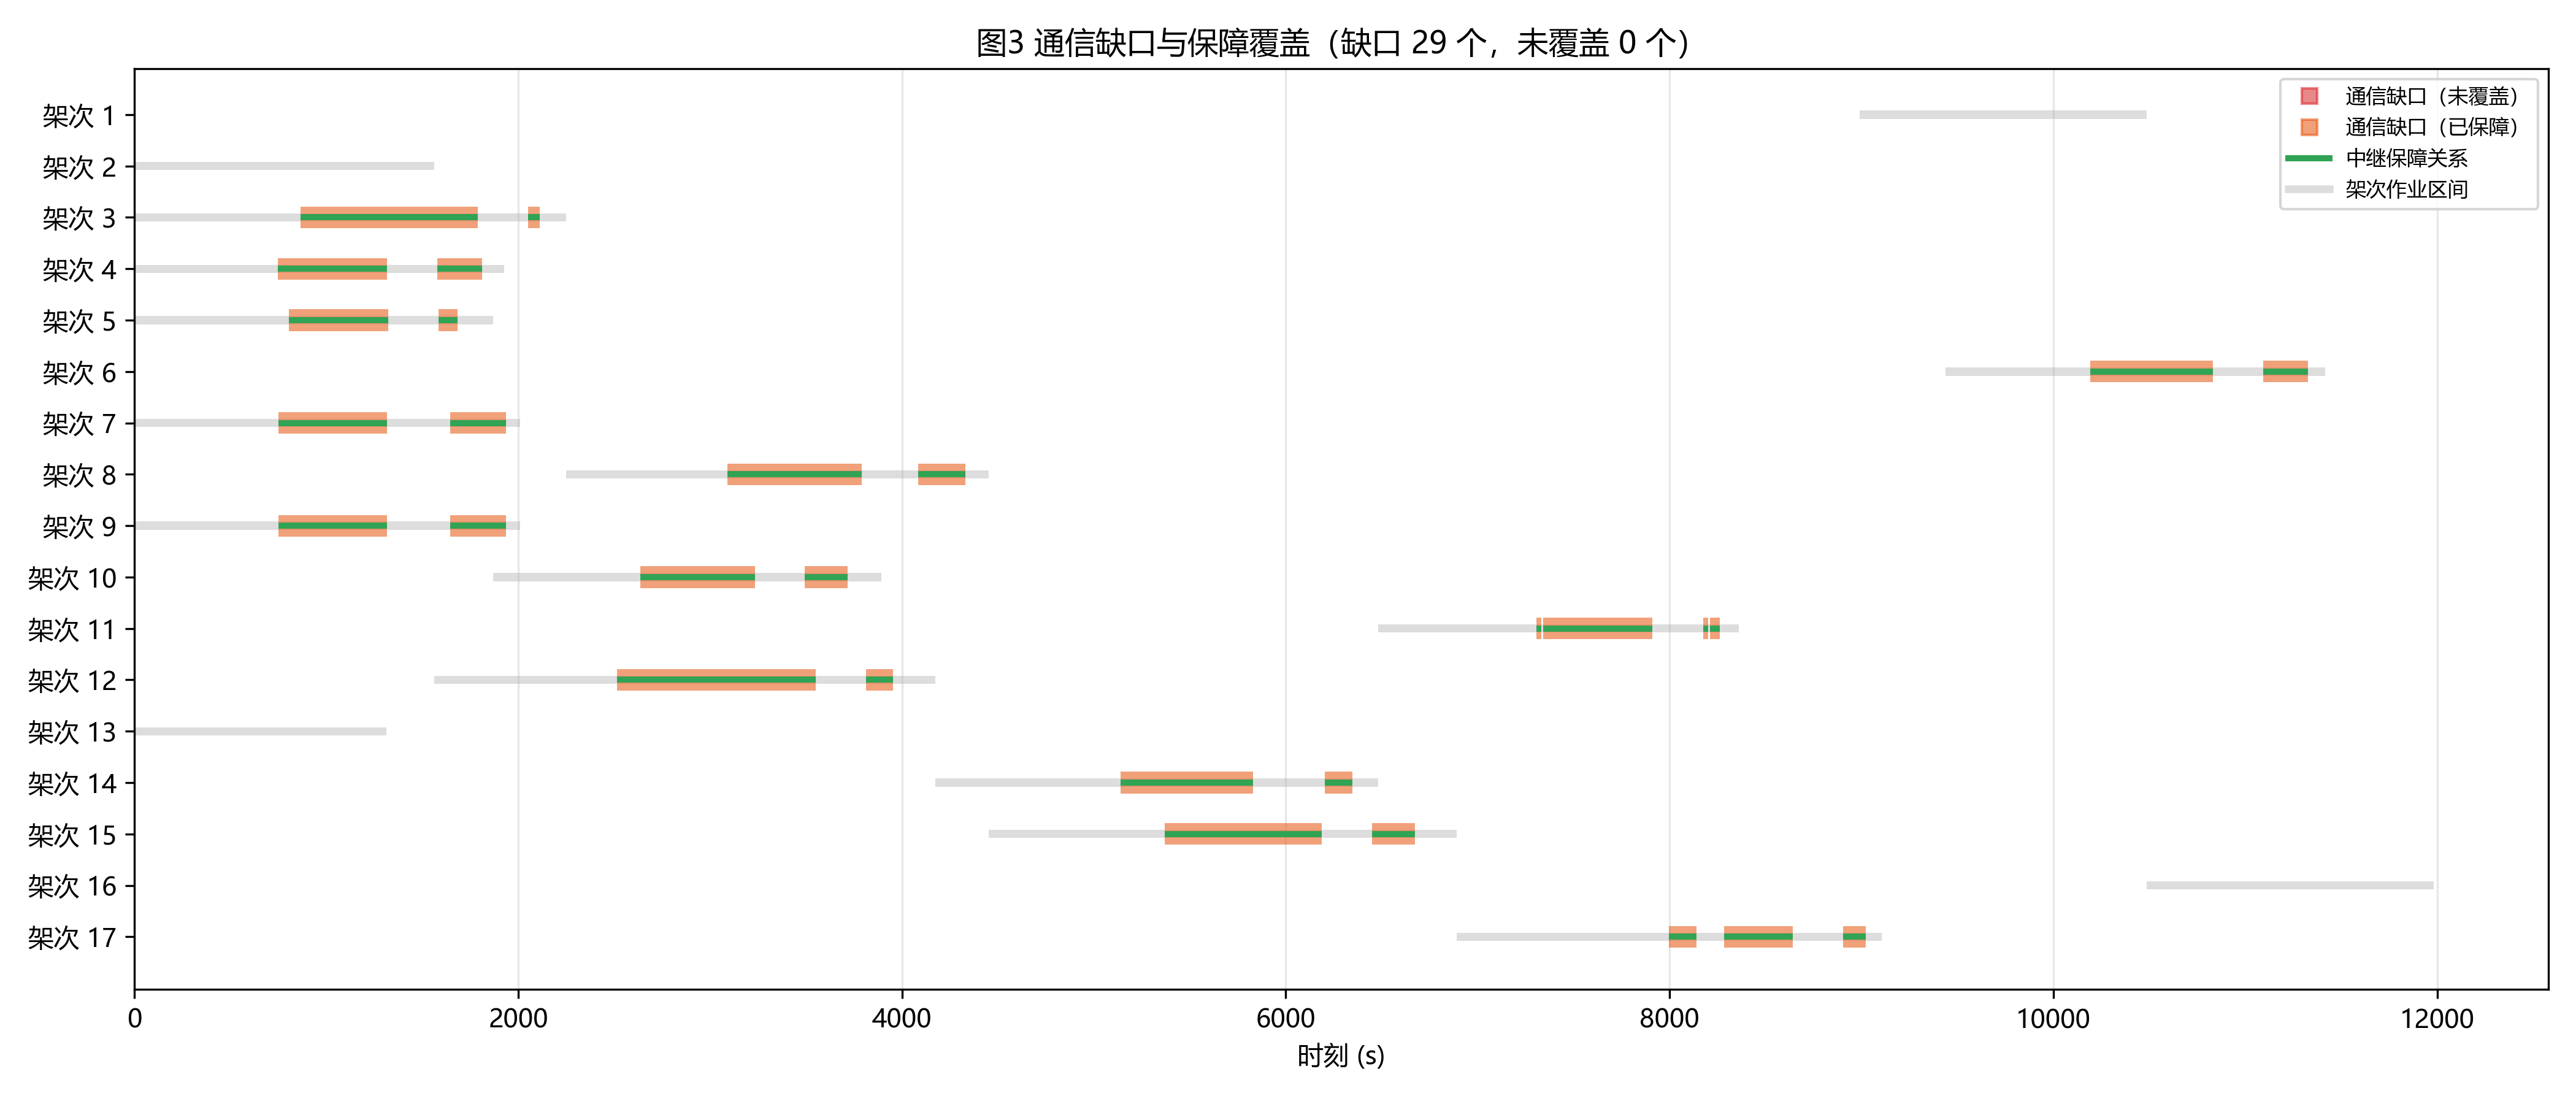 图3 通信缺口与保障覆盖（缺口 29 个，未覆盖 0 个）
通信缺口（未覆盖）
通信缺口（已保障）
中继保障关系
架次作业区间
架次 1
架次 2
架次 3
架次 4
架次 5
架次 6
架次 7
架次 8
架次 9
架次 10
架次 11
架次 12
架次 13
架次 14
架次 15
架次 16
架次 17
0 2000 4000 6000 8000 10000 12000
时刻 (s)